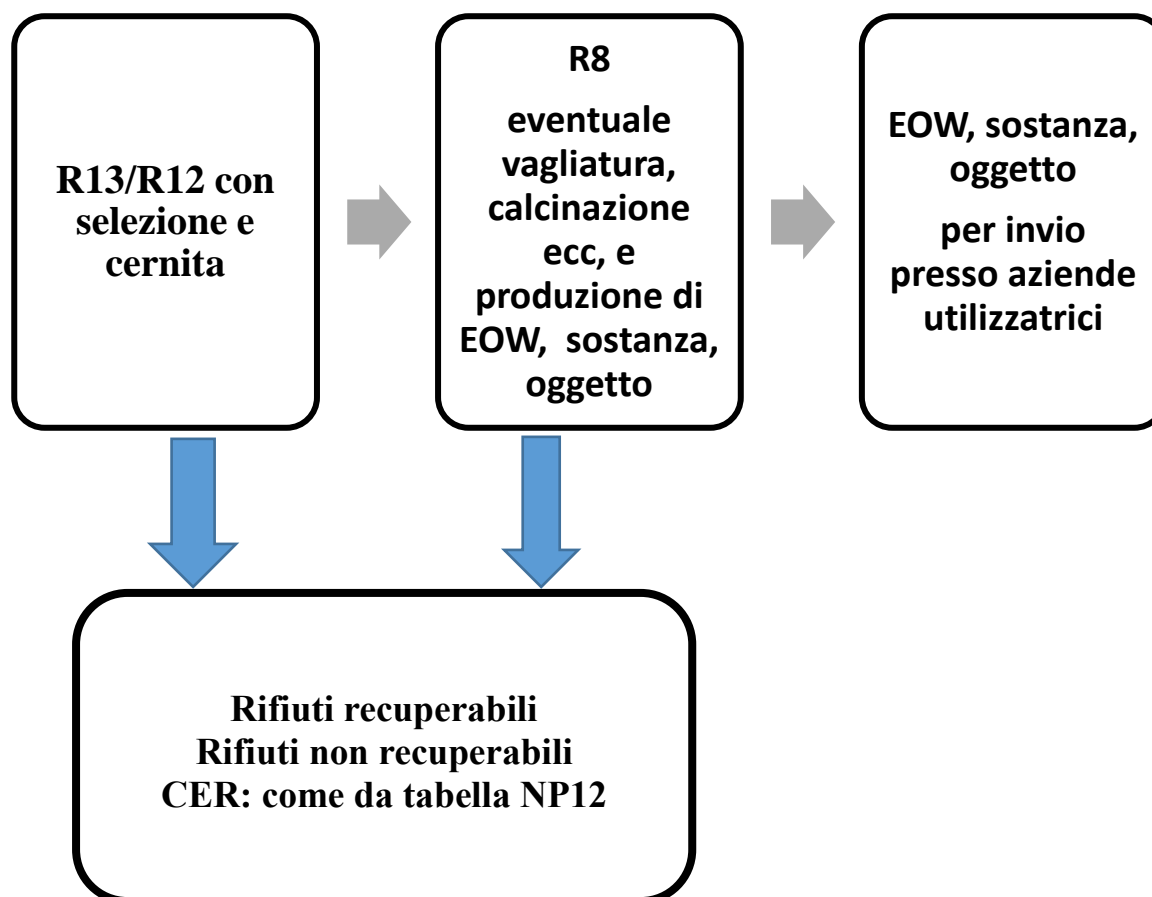 R13/R12 con
selezione e
cernita
R8
eventuale
vagliatura,
calcinazione
ecc, e
produzione di
EOW, sostanza,
oggetto
EOW, sostanza,
oggetto
per invio
presso aziende
utilizzatrici
Rifiuti recuperabili
Rifiuti non recuperabili
CER: come da tabella NP12